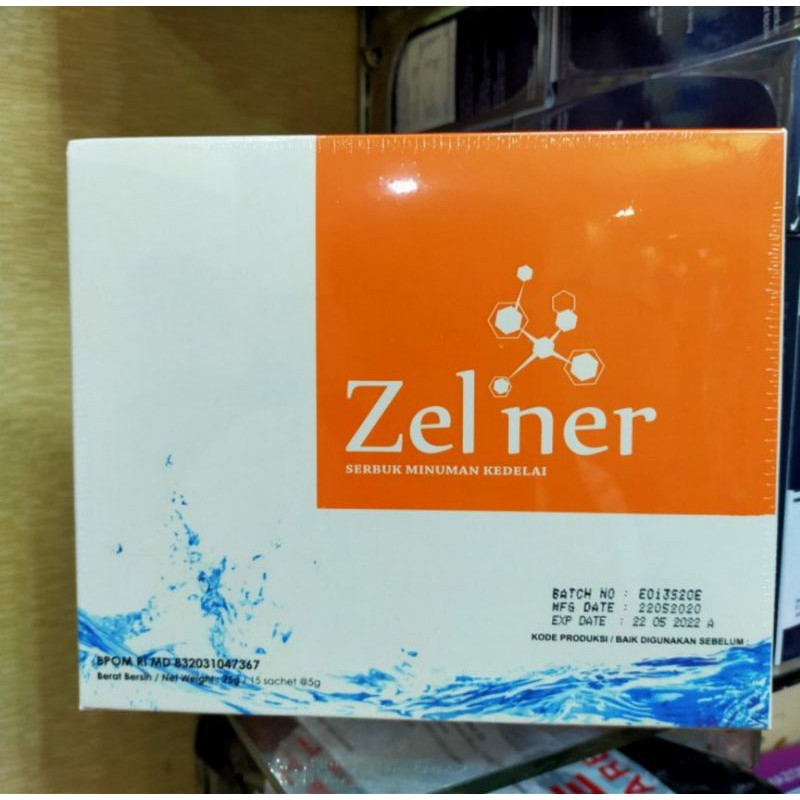 Zel ner
SERBUK MINUMAN KEDELAI
BATCH NO : E013520E
MFG DATE : 22052020
EXP DATE : 22 05 2022 A
KODE PRODUKSI / BAIK DIGUNAKAN SEBELUM :
BPOM RI MD 832031047367
Berat Bersih / Net Weight : 75g / 15 sachet @5g